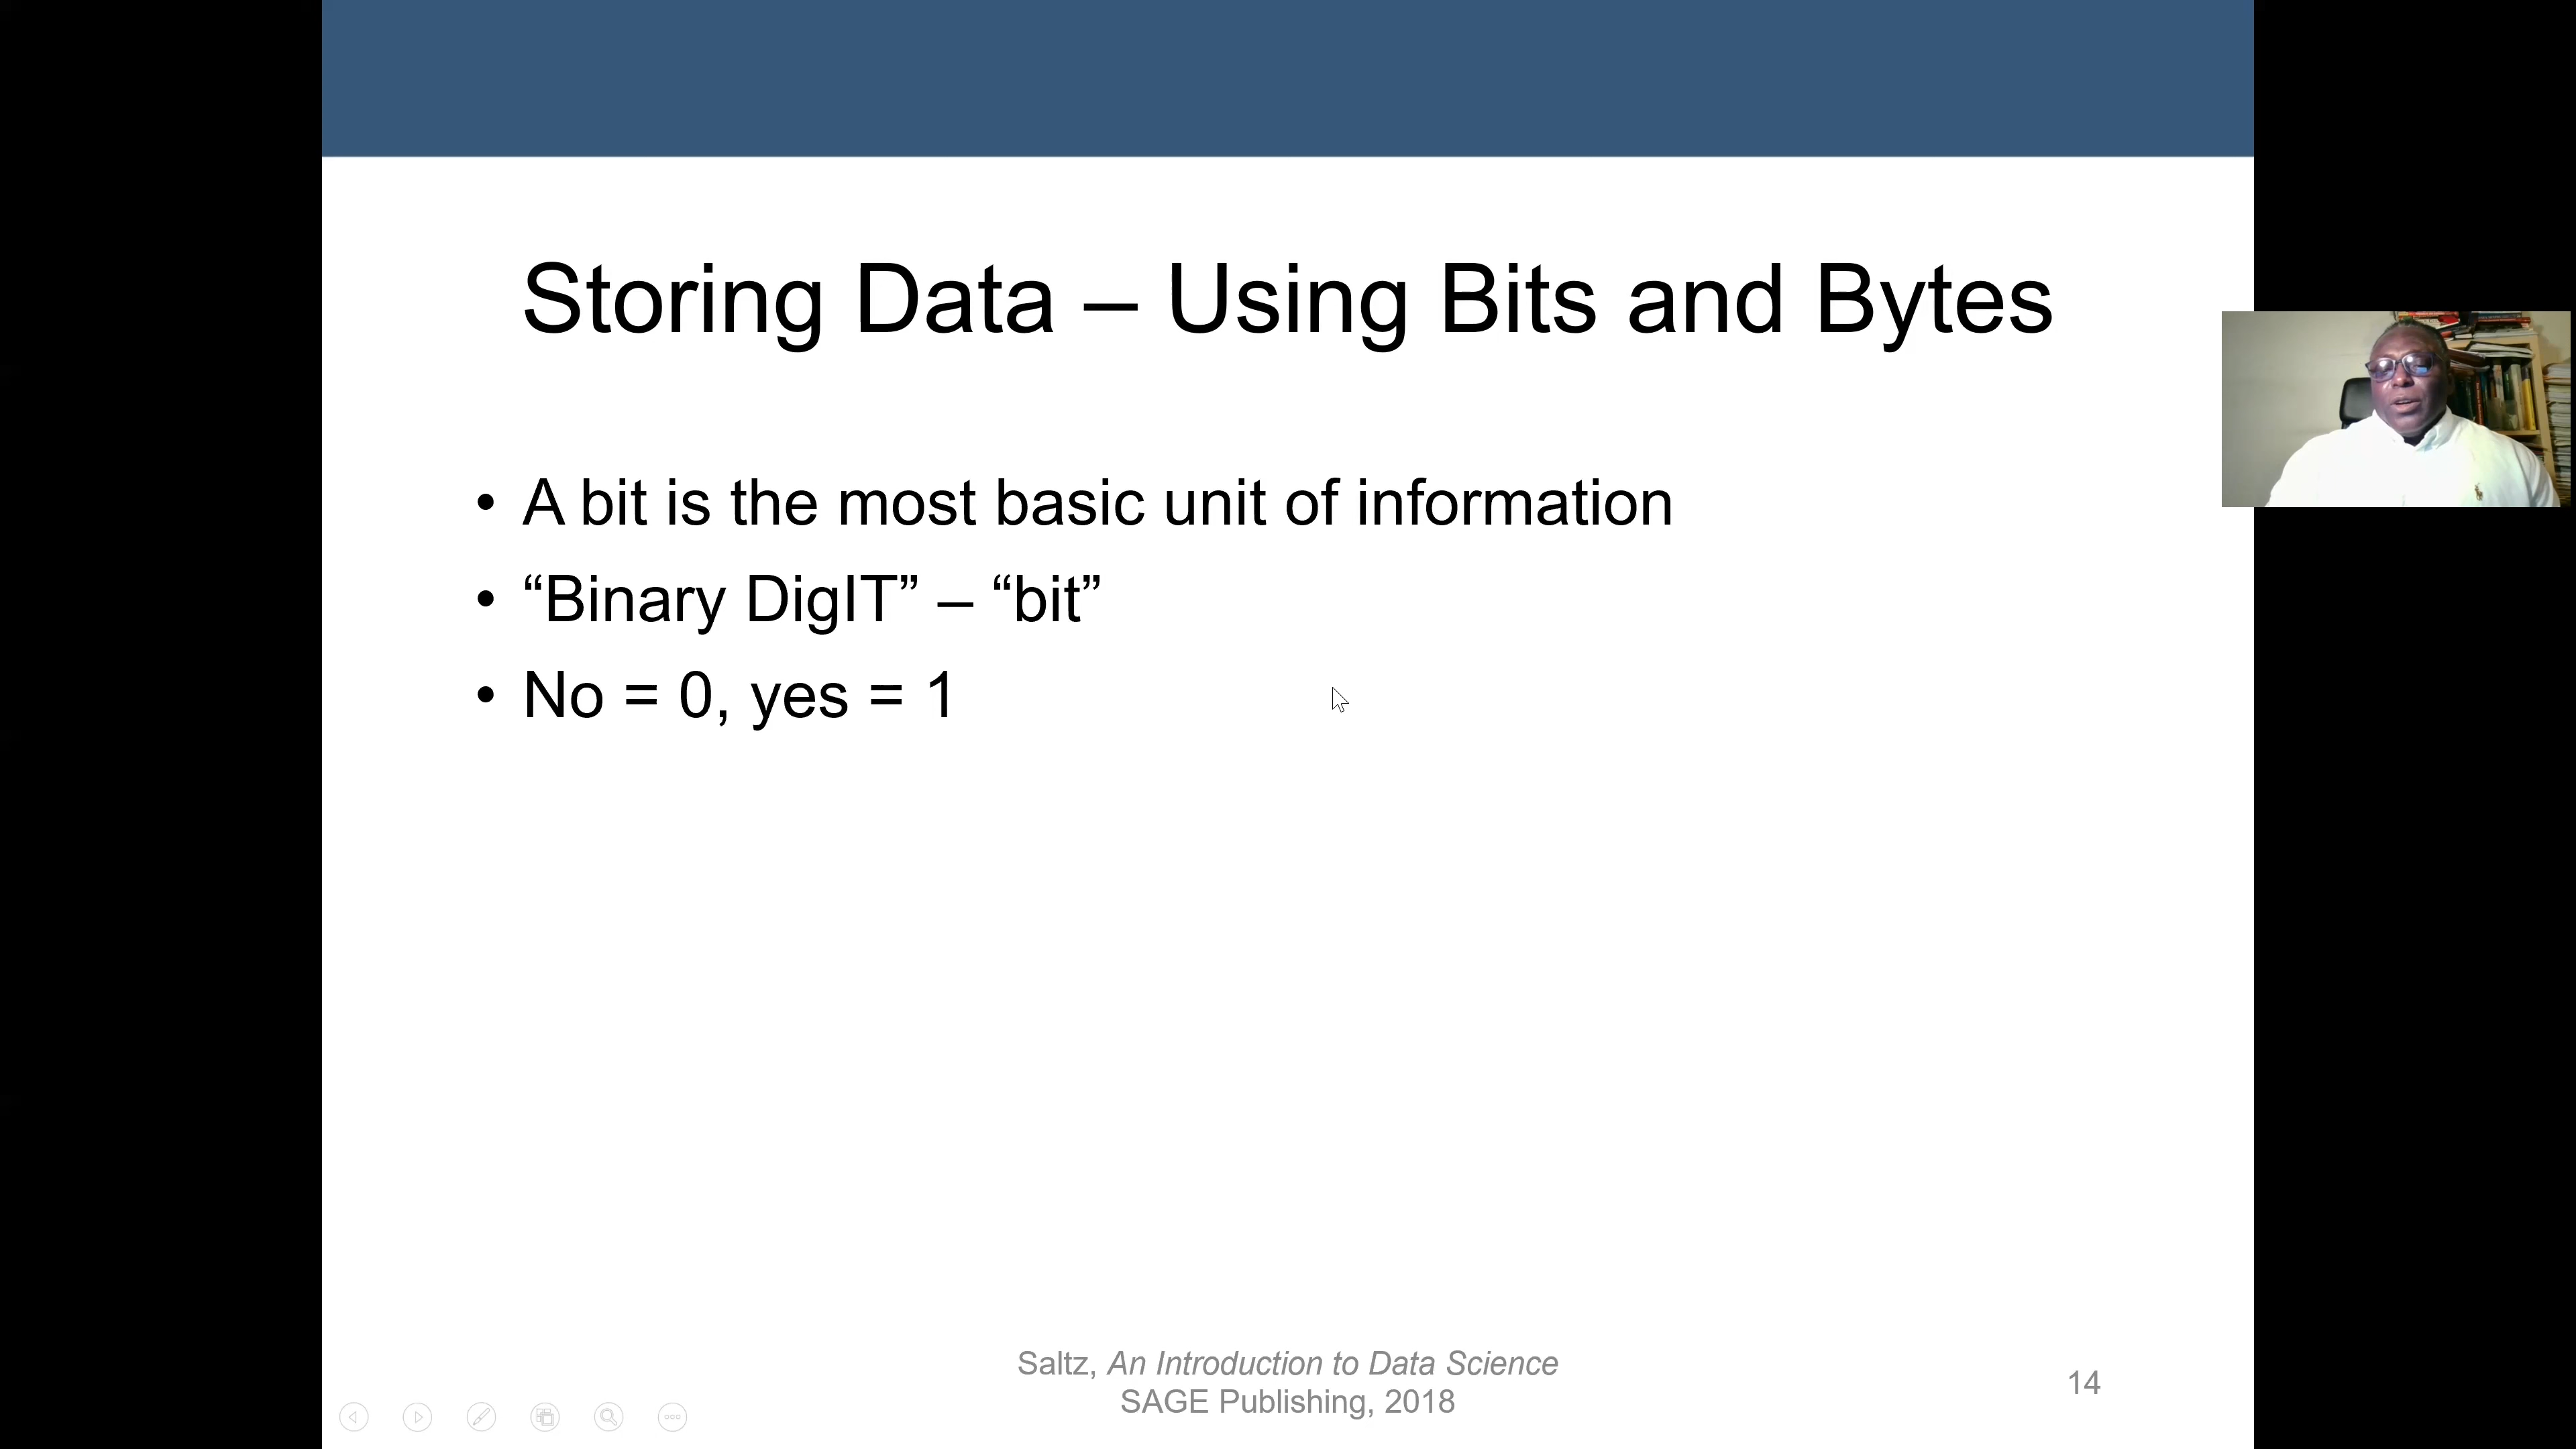 Storing Data – Using Bits and Bytes
• A bit is the most basic unit of information
• “Binary DigIT” – “bit”
• No = 0, yes = 1
Saltz, An Introduction to Data Science
SAGE Publishing, 2018
14